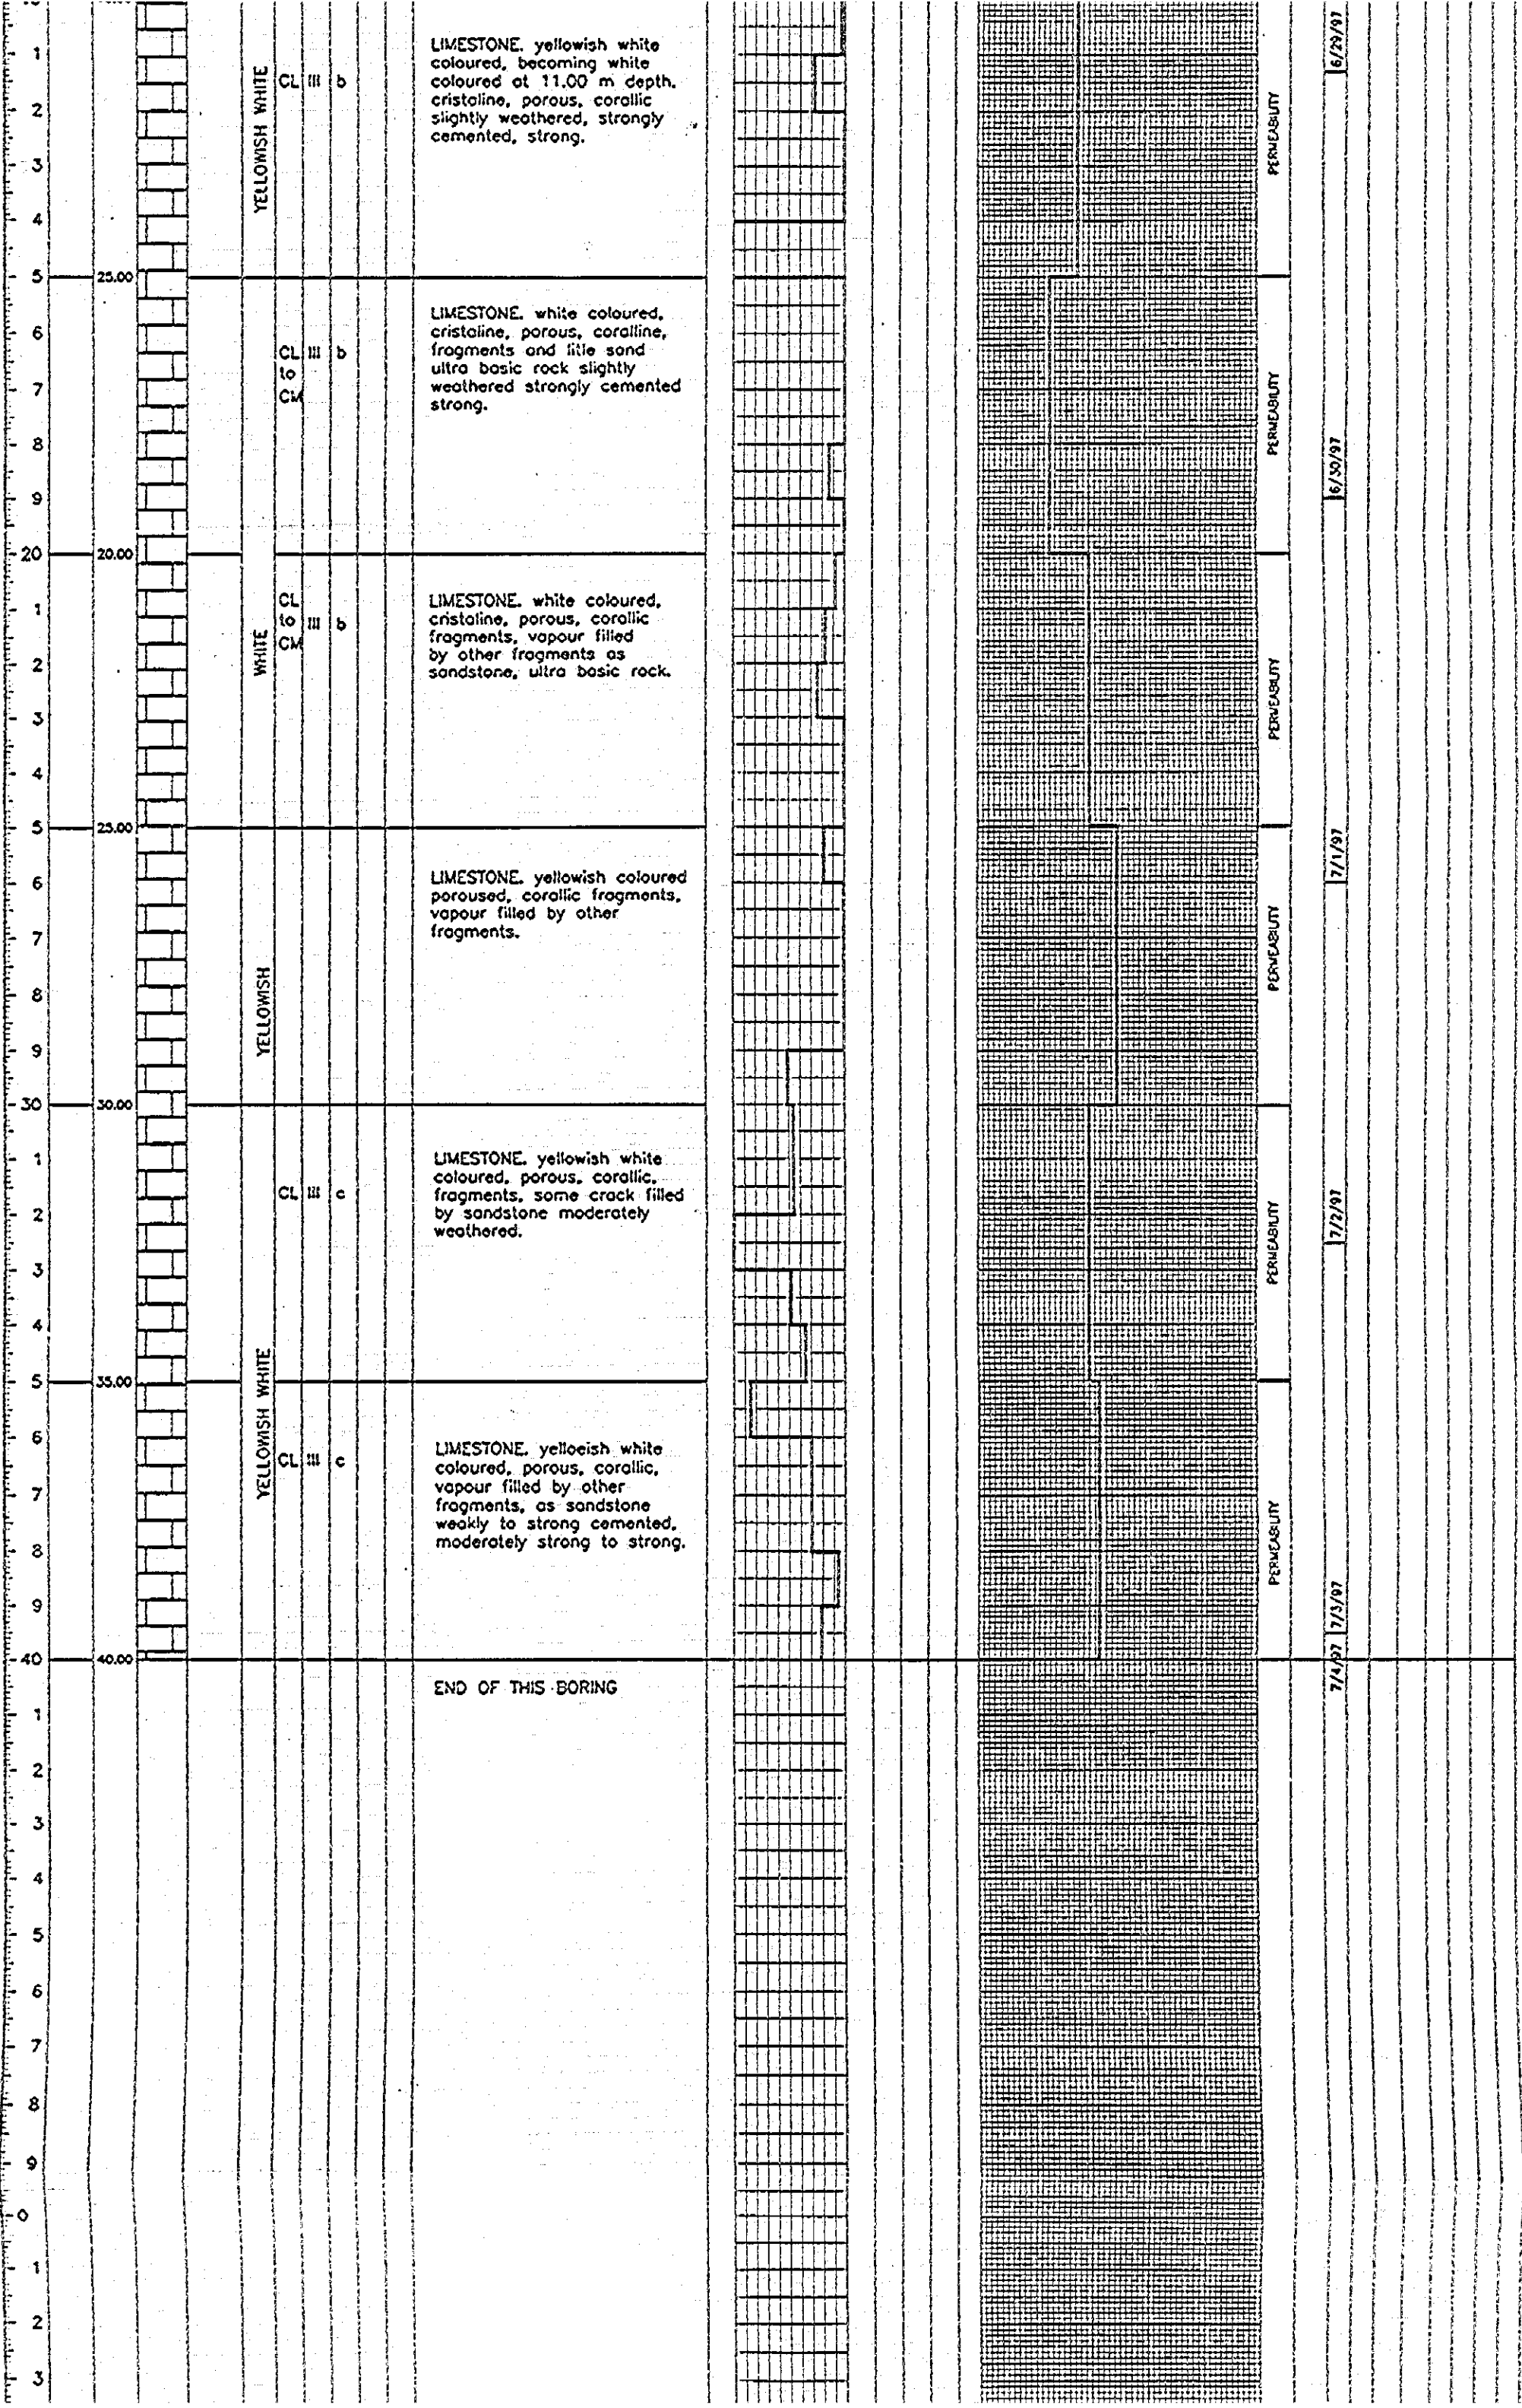 1
YELLOWISH WHITE
CL III b
LIMESTONE. yellowish white
coloured, becoming white
coloured at 11.00 m depth.
cristaline, porous, corallic
slightly weathered, strongly
cemented, strong.
PERMEABILITY
6/29/97
2
3
4
5 25.00
6
CL III b
to
CM
LIMESTONE. white coloured,
cristaline, porous, coralline,
fragments and litle sand
ultra basic rock slightly
weathered strongly cemented
strong.
PERMEABILITY
6/30/97
7
8
9
20 20.00
1
WHITE
CL
to III b
CM
LIMESTONE. white coloured,
cristaline, porous, corallic
fragments, vapour filled
by other fragments as
sandstone, ultra basic rock.
PERMEABILITY
2
3
4
5 25.00
6
YELLOWISH
LIMESTONE. yellowish coloured
poroused, corallic fragments,
vapour filled by other
fragments.
PERMEABILITY
7/1/97
7
8
9
30 30.00
1
CL III c
LIMESTONE. yellowish white
coloured, porous, corallic,
fragments, some crack filled
by sandstone moderately
weathered.
PERMEABILITY
7/2/97
2
3
4
5 35.00
YELLOWISH WHITE
6
CL III c
LIMESTONE. yelloeish white
coloured, porous, corallic,
vapour filled by other
fragments, as sandstone
weakly to strong cemented,
moderately strong to strong.
PERMEABILITY
7
8
9
7/3/97
40 40.00
7/4/97
END OF THIS BORING
1
2
3
4
5
6
7
8
9
0
1
2
3